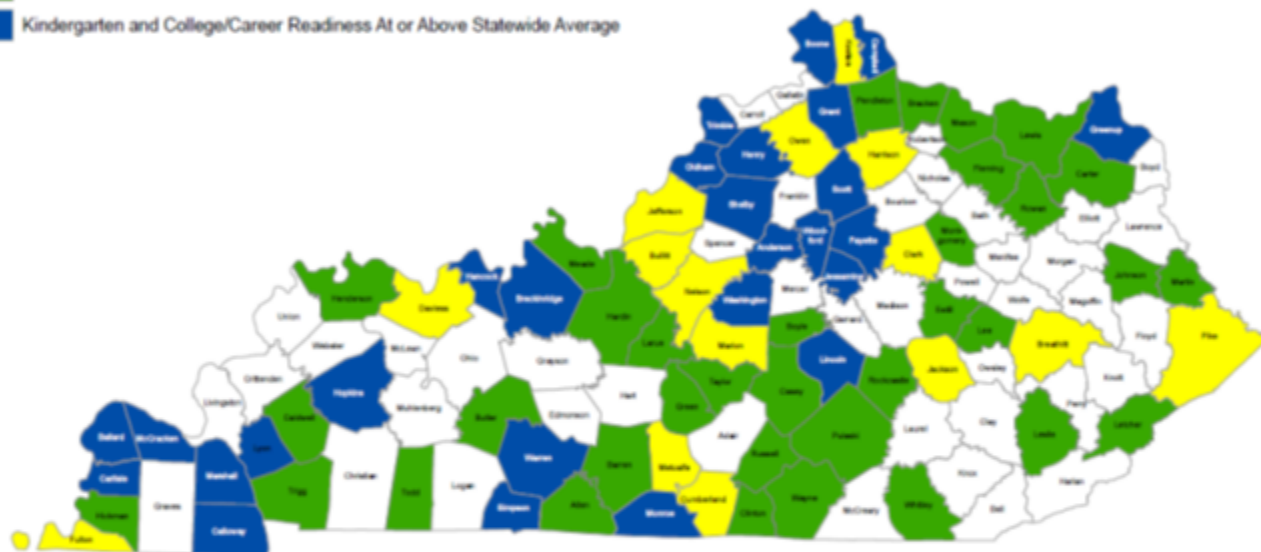 Kindergarten and College/Career Readiness At or Above Statewide Average
Boone
Kenton
Campbell
Gallatin
Carroll
Grant
Pendleton
Bracken
Trimble
Owen
Mason
Lewis
Greenup
Robertson
Henry
Harrison
Oldham
Fleming
Carter
Boyd
Nicholas
Shelby
Franklin
Scott
Bourbon
Rowan
Jefferson
Bath
Elliott
Lawrence
Spencer
Anderson
Wood-
ford
Fayette
Mont-
gomery
Bullitt
Clark
Menifee
Morgan
Meade
Hancock
Jessamine
Johnson
Martin
Henderson
Daviess
Breckinridge
Nelson
Washington
Mercer
Madison
Powell
Wolfe
Magoffin
Union
Hardin
Garrard
Estill
Lee
Floyd
Pike
Webster
McLean
Ohio
Larue
Marion
Boyle
Breathitt
Grayson
Lincoln
Jackson
Owsley
Knott
Crittenden
Hopkins
Taylor
Rockcastle
Livingston
Muhlenberg
Butler
Edmonson
Hart
Green
Casey
Perry
Caldwell
Letcher
Ballard
McCracken
Lyon
Warren
Barren
Metcalfe
Adair
Pulaski
Laurel
Clay
Leslie
Carlisle
Marshall
Christian
Todd
Logan
Russell
Knox
Trigg
Harlan
Hickman
Graves
Simpson
Allen
Monroe
Cumberland
Clinton
Wayne
McCreary
Whitley
Bell
Fulton
Calloway